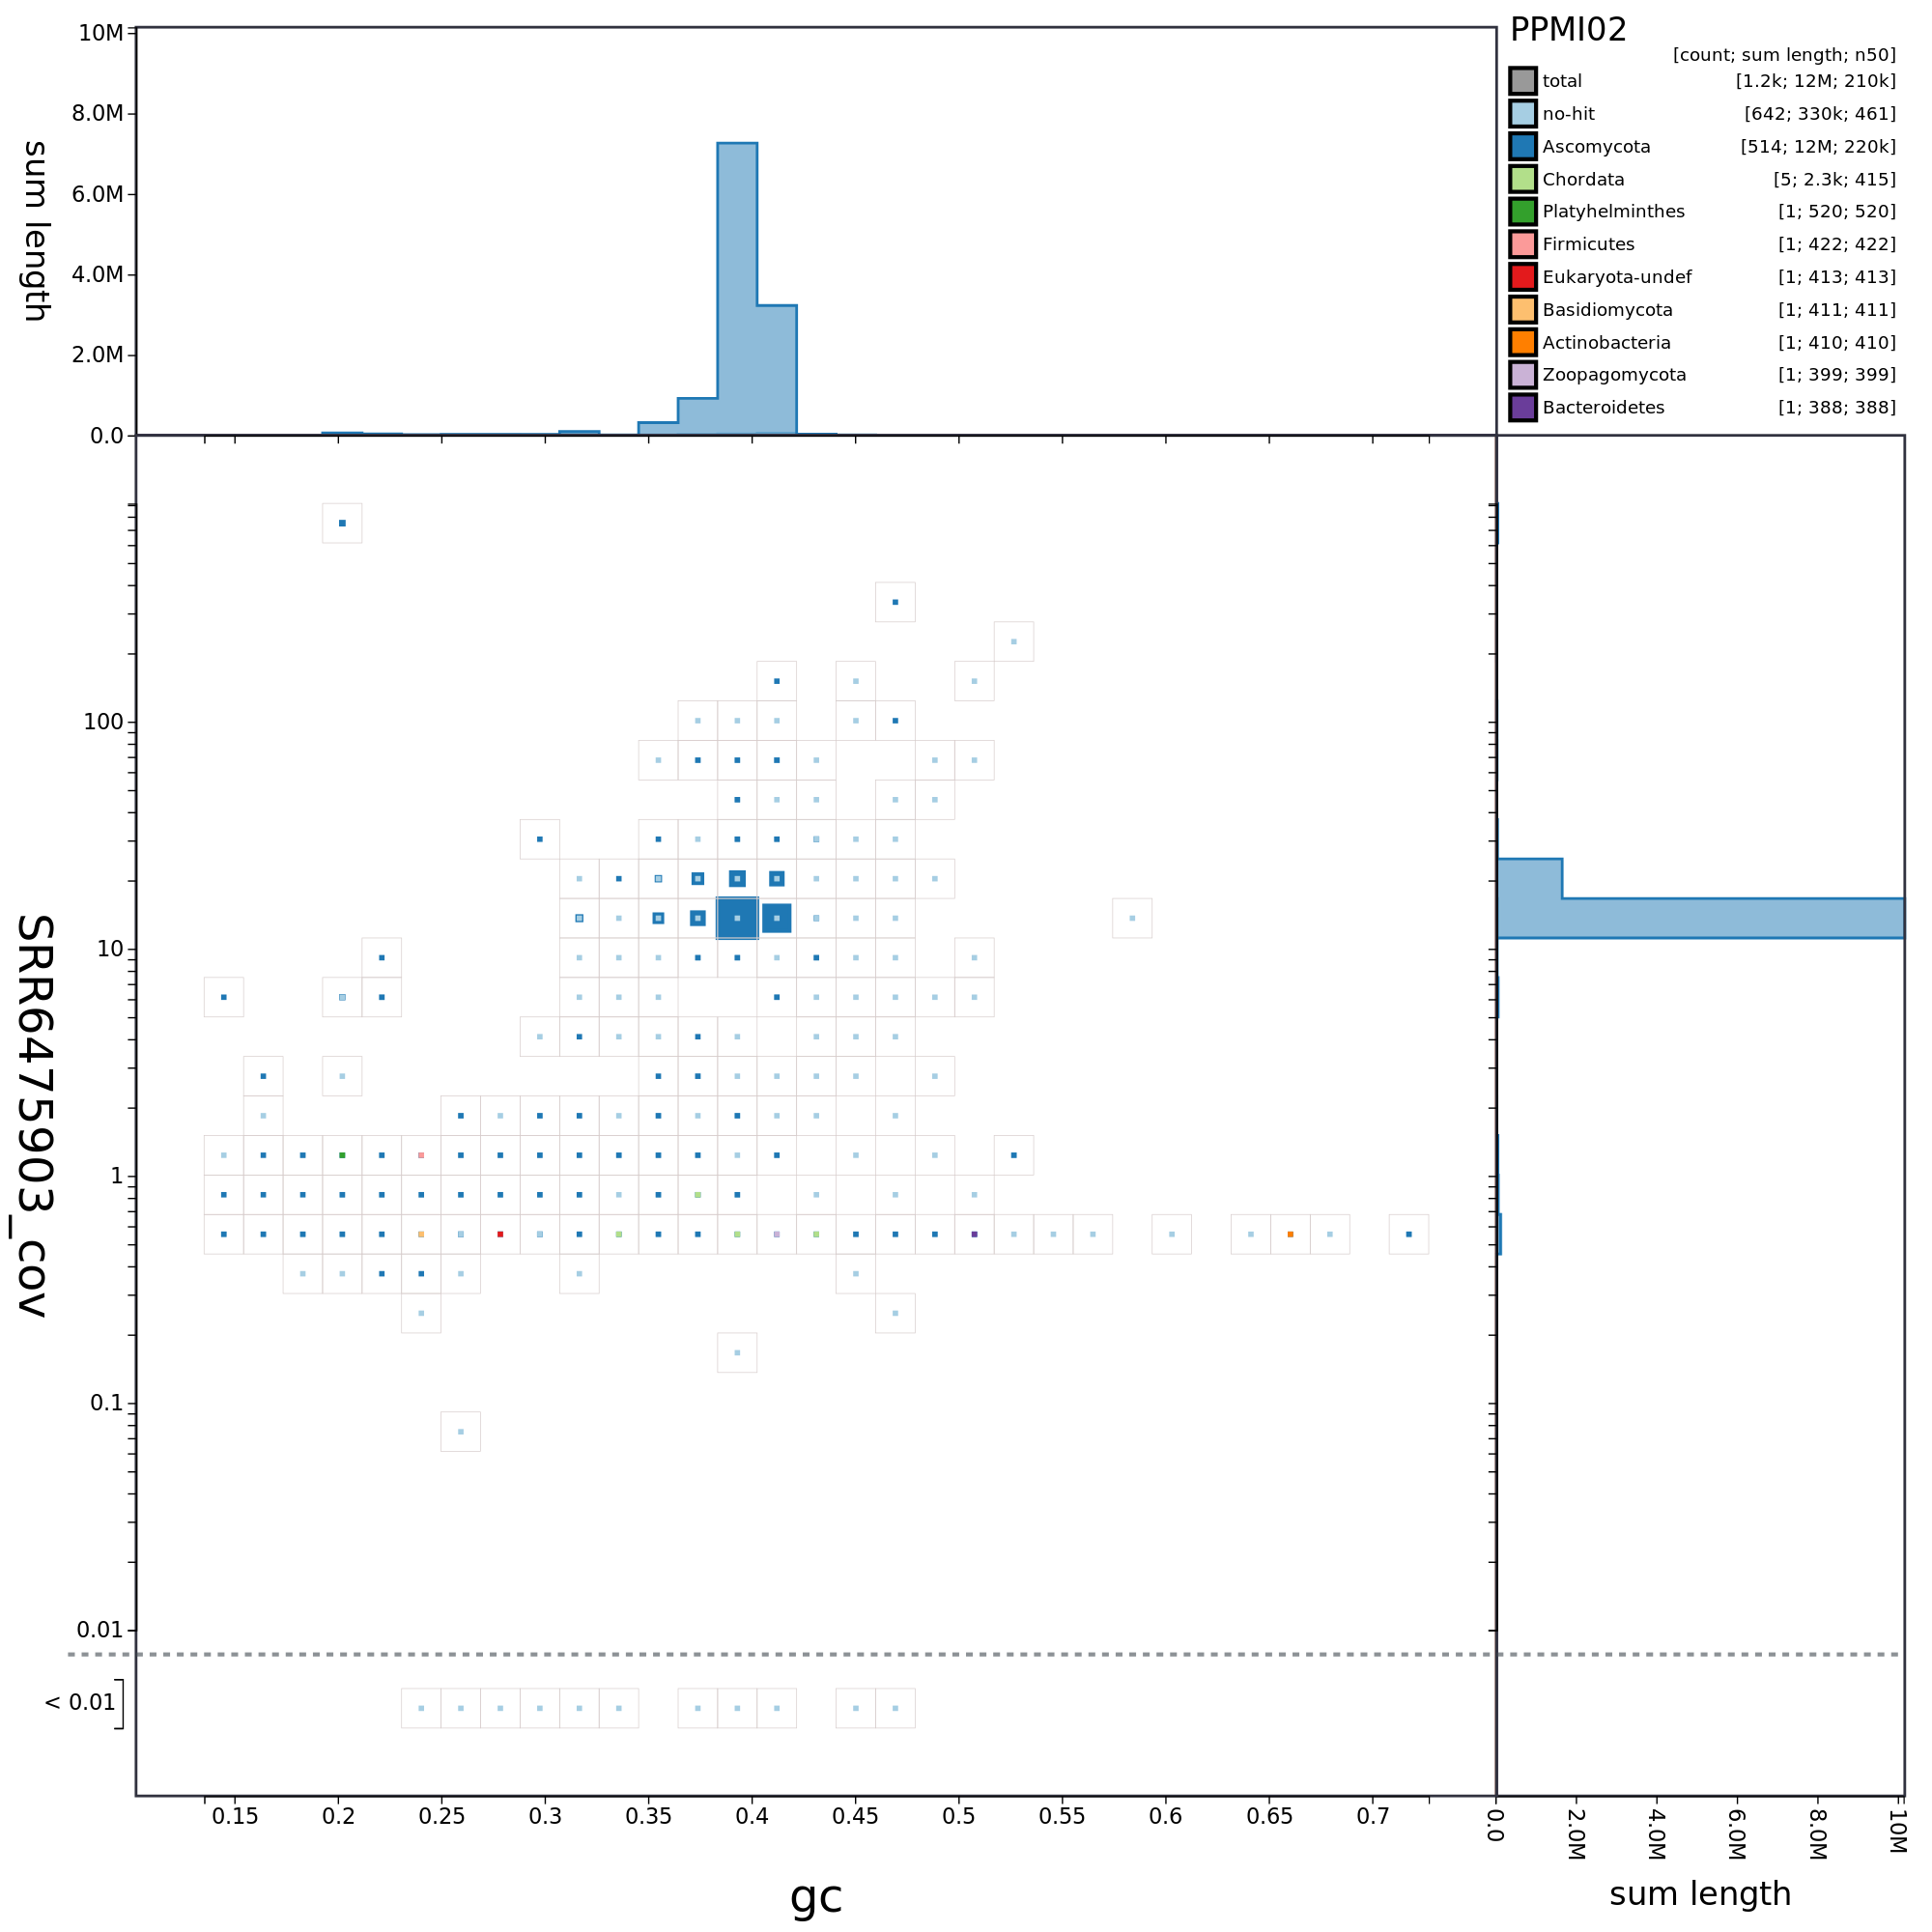 PPMI02
[count; sum length; n50]
total [1.2k; 12M; 210k]
no-hit [642; 330k; 461]
Ascomycota [514; 12M; 220k]
Chordata [5; 2.3k; 415]
Platyhelminthes [1; 520; 520]
Firmicutes [1; 422; 422]
Eukaryota-undef [1; 413; 413]
Basidiomycota [1; 411; 411]
Actinobacteria [1; 410; 410]
Zoopagomycota [1; 399; 399]
Bacteroidetes [1; 388; 388]
10M
8.0M
6.0M
4.0M
2.0M
0.0
sum length
100
10
1
0.1
0.01
< 0.01
SRR6475903_cov
0.15 0.2 0.25 0.3 0.35 0.4 0.45 0.5 0.55 0.6 0.65 0.7
gc
0.0 2.0M 4.0M 6.0M 8.0M 10M
sum length